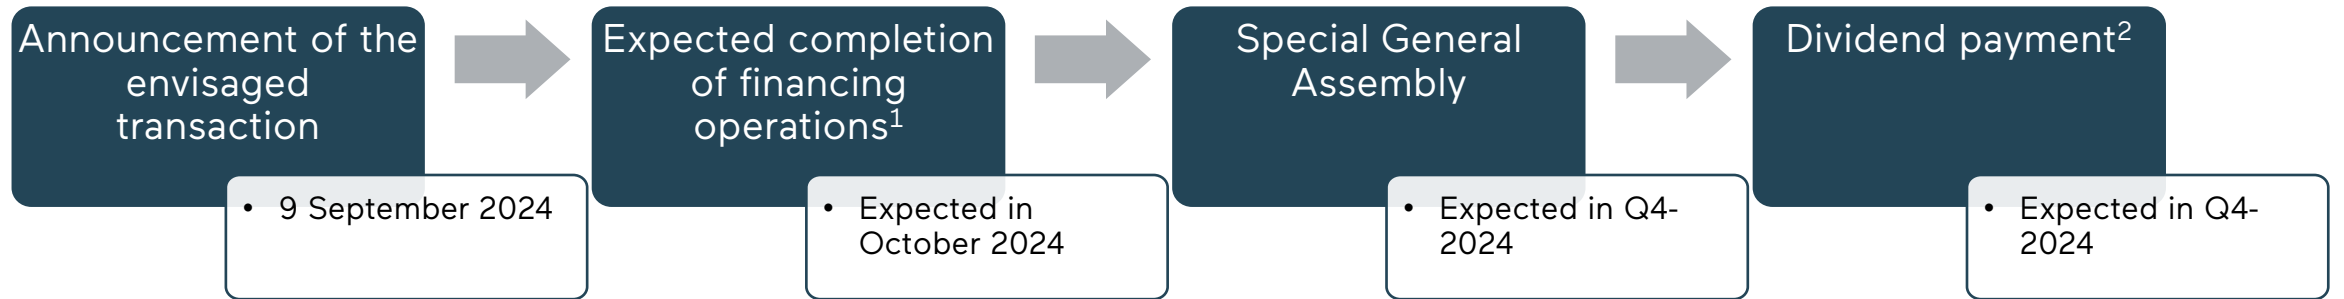 Announcement of the
envisaged
transaction
• 9 September 2024
Expected completion
of financing
operations¹
• Expected in
October 2024
Special General
Assembly
• Expected in Q4-
2024
Dividend payment²
• Expected in Q4-
2024